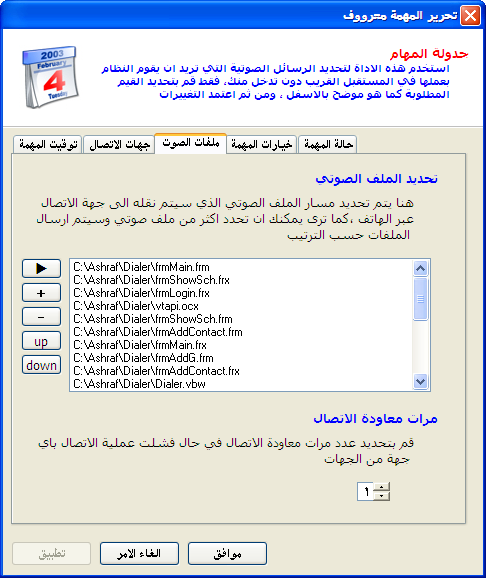 تحرير المهمة معرووف
جدولة المهام
استخدم هذه الاداة لتحديد الرسائل الصوتية التي تريد ان يقوم النظام
بعملها في المستقبل القريب دون تدخل منك، فقط قم بتحديد القيم
المطلوبة كما هو موضح بالاسفل ، ومن ثم اعتمد التغييرات
2003
February
4
Tuesday
حالة المهمة
خيارات المهمة
ملفات الصوت
جهات الاتصال
توقيت المهمة
تحديد الملف الصوتي
هنا يتم تحديد مسار الملف الصوتي الذي سيتم نقله الى جهة الاتصال
عبر الهاتف ،كما ترى يمكنك ان تحدد اكثر من ملف صوتي وسيتم ارسال
الملفات حسب الترتيب
+
-
up
down
C:\Ashraf\Dialer\frmMain.frm
C:\Ashraf\Dialer\frmShowSch.frx
C:\Ashraf\Dialer\frmLogin.frx
C:\Ashraf\Dialer\vtapi.ocx
C:\Ashraf\Dialer\frmShowSch.frm
C:\Ashraf\Dialer\frmAddContact.frm
C:\Ashraf\Dialer\frmMain.frx
C:\Ashraf\Dialer\frmAddG.frm
C:\Ashraf\Dialer\frmAddContact.frx
C:\Ashraf\Dialer\Dialer.vbw
مرات معاودة الاتصال
قم بتحديد عدد مرات معاودة الاتصال في حال فشلت عملية الاتصال باي
جهة من الجهات
١
موافق
الغاء الامر
تطبيق